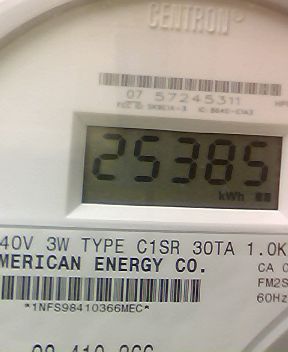 CENTRON®
07 57245311
25385
kWh
40V 3W TYPE C1SR 30TA 1.0K
MERICAN ENERGY CO.
CA 0
FM2S
60Hz
*1NFS98410366MEC*